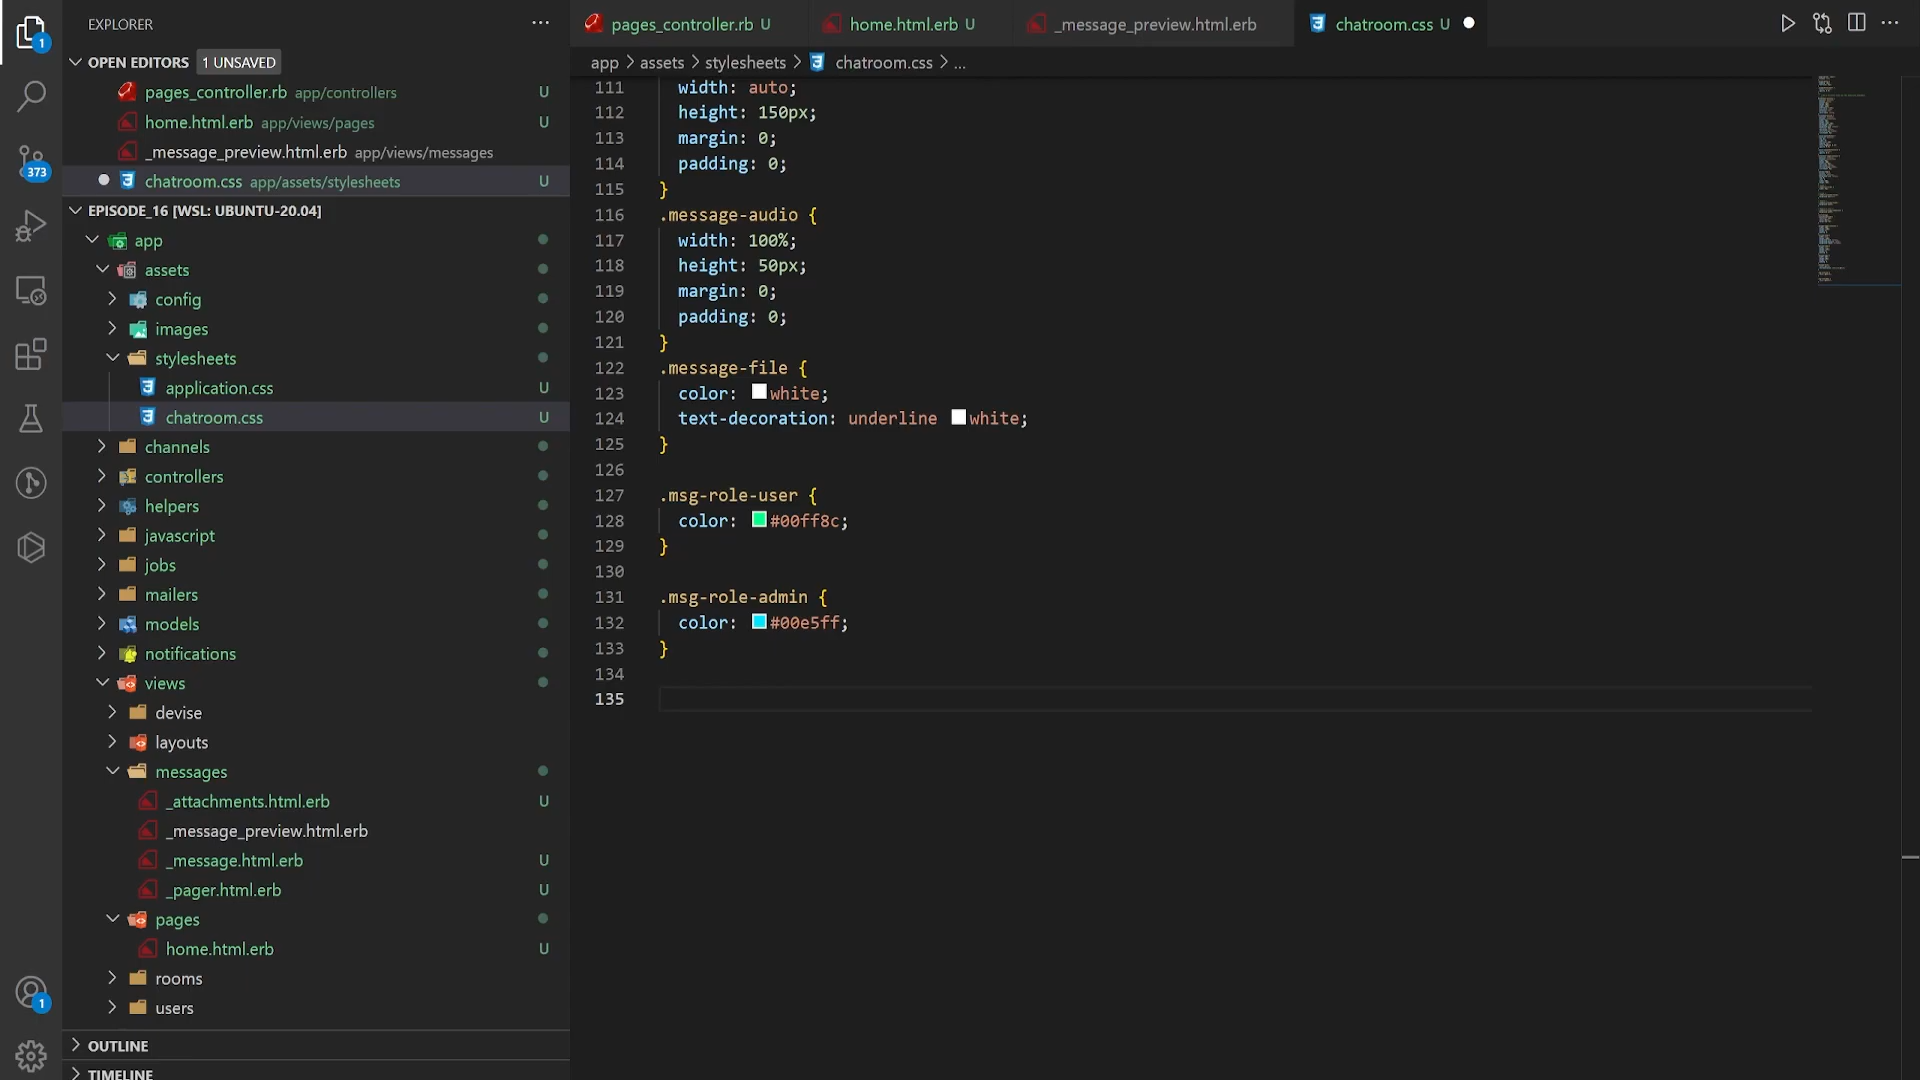 EXPLORER
OPEN EDITORS 1 UNSAVED
pages_controller.rb app/controllers U
home.html.erb app/views/pages U
_message_preview.html.erb app/views/messages
chatroom.css app/assets/stylesheets U
EPISODE_16 [WSL: UBUNTU-20.04]
app
assets
config
images
stylesheets
application.css U
chatroom.css U
channels
controllers
helpers
javascript
jobs
mailers
models
notifications
views
devise
layouts
messages
_attachments.html.erb U
_message_preview.html.erb
_message.html.erb U
_pager.html.erb U
pages
home.html.erb U
rooms
users
OUTLINE
TIMELINE
1
373
1
pages_controller.rb U
home.html.erb U
_message_preview.html.erb
chatroom.css U
app > assets > stylesheets > chatroom.css > ...
111 width: auto;
112 height: 150px;
113 margin: 0;
114 padding: 0;
115 }
116 .message-audio {
117 width: 100%;
118 height: 50px;
119 margin: 0;
120 padding: 0;
121 }
122 .message-file {
123 color: white;
124 text-decoration: underline white;
125 }
126
127 .msg-role-user {
128 color: #00ff8c;
129 }
130
131 .msg-role-admin {
132 color: #00e5ff;
133 }
134
135